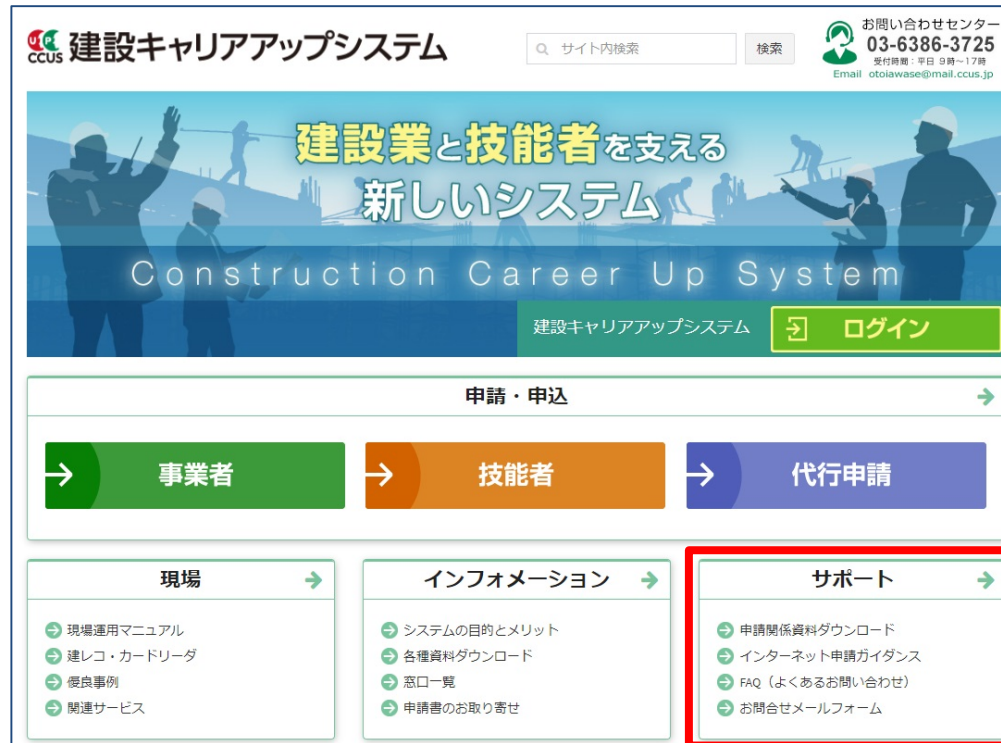 CCUS 建設キャリアアップシステム
サイト内検索
検索
お問い合わせセンター
03-6386-3725
受付時間：平日 9時～17時
Email otoiawase@mail.ccus.jp
建設業と技能者を支える
新しいシステム
Construction Career Up System
建設キャリアアップシステム
ログイン
申請・申込
事業者
技能者
代行申請
現場
現場運用マニュアル
建レコ・カードリーダ
優良事例
関連サービス
インフォメーション
システムの目的とメリット
各種資料ダウンロード
窓口一覧
申請書のお取り寄せ
サポート
申請関係資料ダウンロード
インターネット申請ガイダンス
FAQ（よくあるお問い合わせ）
お問合せメールフォーム